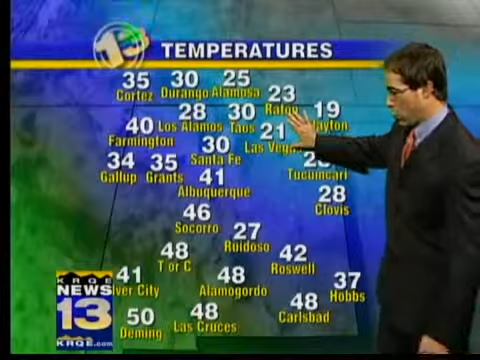 13
TEMPERATURES
35 30 25
Cortez Durango Alamosa
23
Raton
28 30 19
Los Alamos Taos
40 21
Farmington Las Vegas
30
Santa Fe
34 35
Gallup Grants
Tucumcari
41
Albuquerque
28
Clovis
46
Socorro
27
Ruidoso
48
T or C
42
Roswell
41 48
Alamogordo
37
Hobbs
48
Carlsbad
50 48
Deming Las Cruces
KRQE
NEWS
13
KRQE.com